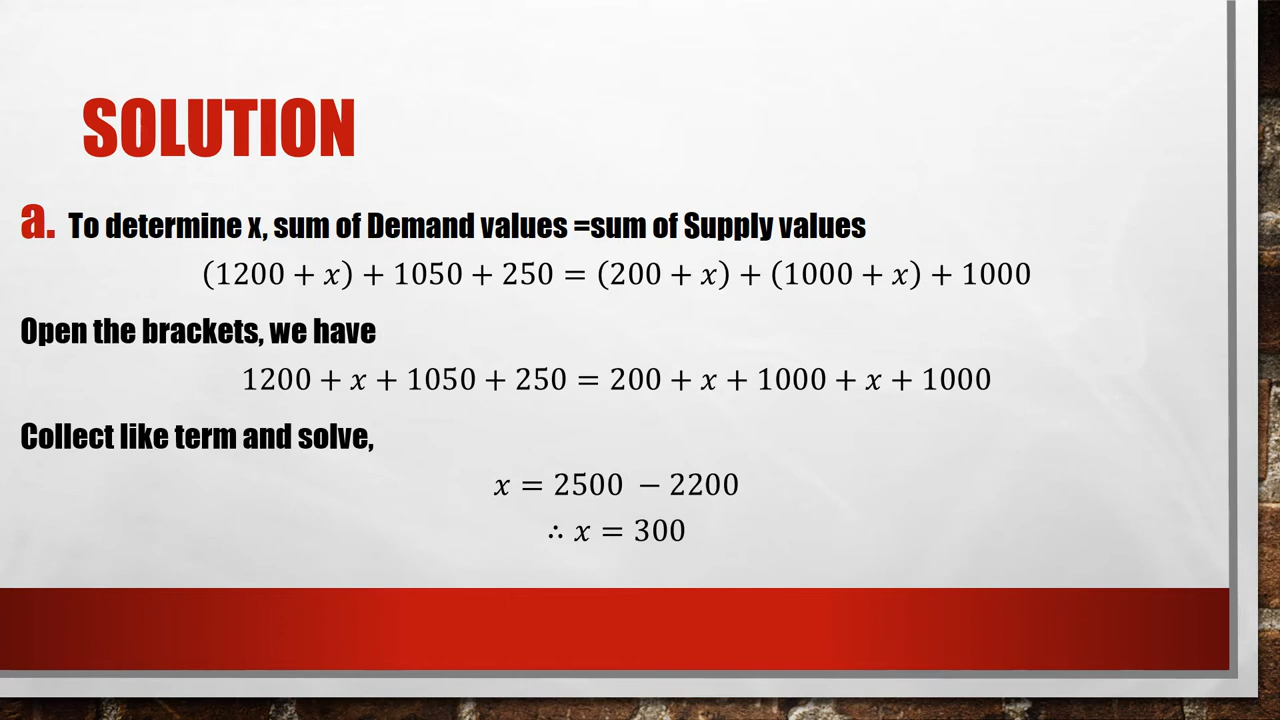 SOLUTION
a. To determine x, sum of Demand values =sum of Supply values
(1200 + x) + 1050 + 250 = (200 + x) + (1000 + x) + 1000
Open the brackets, we have
1200 + x + 1050 + 250 = 200 + x + 1000 + x + 1000
Collect like term and solve,
x = 2500 − 2200
∴ x = 300